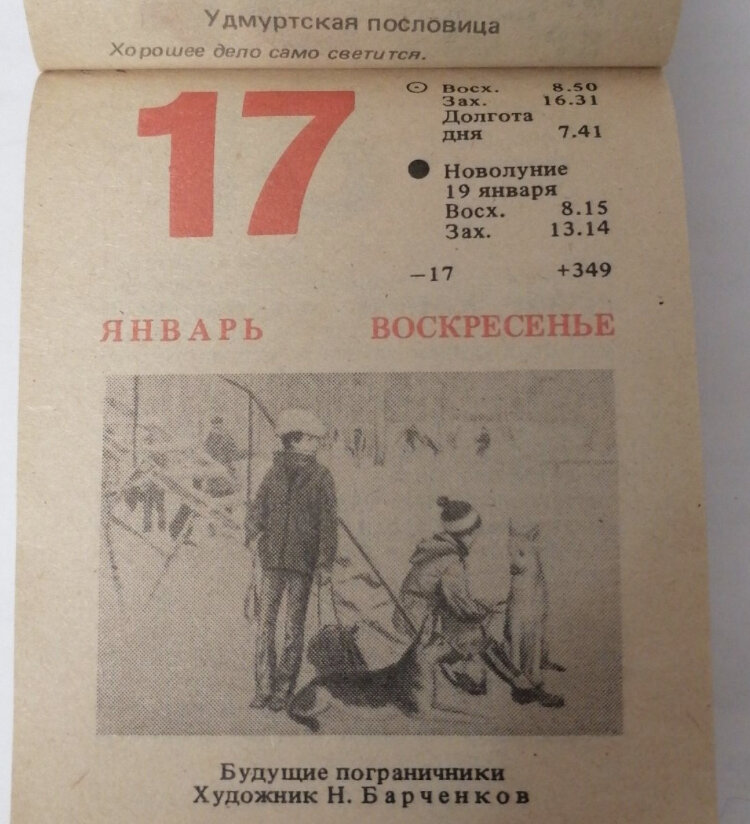 Удмуртская пословица
Хорошее дело само светится.
17
Восх. 8.50
Зах. 16.31
Долгота
дня 7.41
Новолуние
19 января
Восх. 8.15
Зах. 13.14
−17 +349
ЯНВАРЬ ВОСКРЕСЕНЬЕ
Будущие пограничники
Художник Н. Барченков